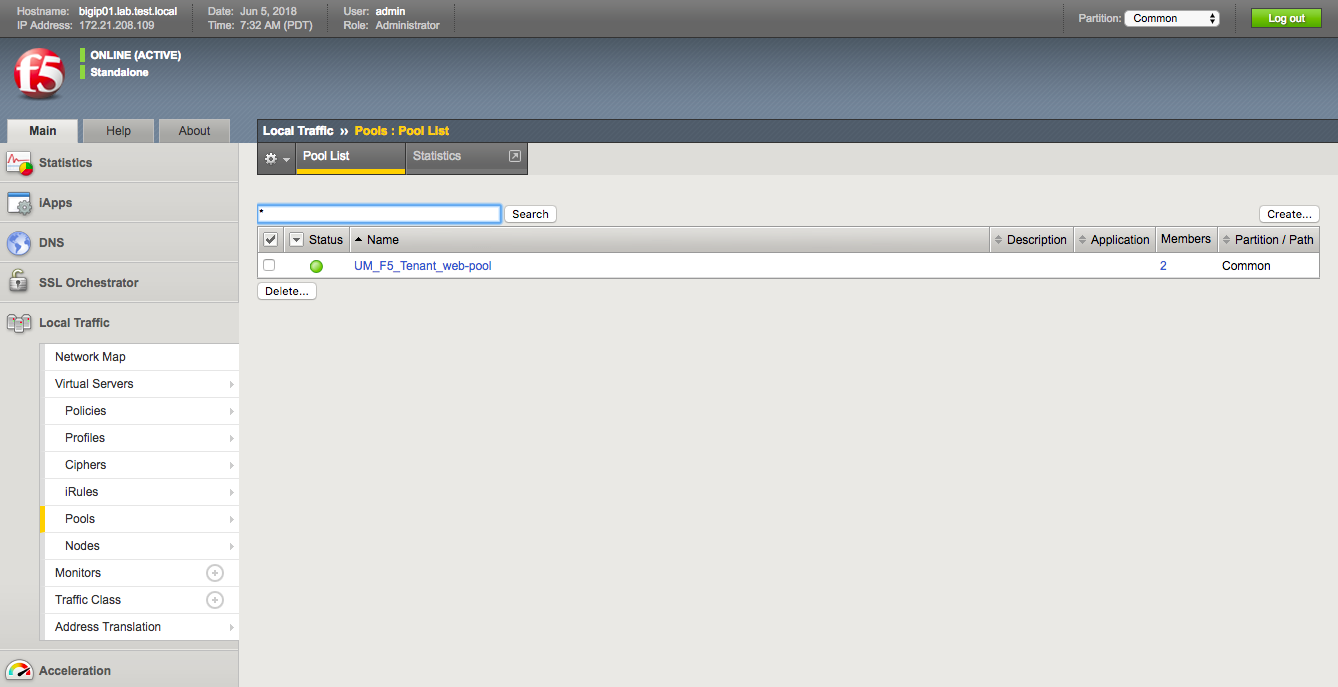 Hostname: bigip01.lab.test.local Date: Jun 5, 2018 User: admin Partition: Common Log out
IP Address: 172.21.208.109 Time: 7:32 AM (PDT) Role: Administrator
f5
ONLINE (ACTIVE)
Standalone
Main Help About
Local Traffic » Pools : Pool List
Pool List Statistics
Statistics
iApps
DNS
SSL Orchestrator
Local Traffic
Network Map
Virtual Servers
Policies
Profiles
Ciphers
iRules
Pools
Nodes
Monitors
Traffic Class
Address Translation
Acceleration
* Search Create...
Status Name Description Application Members Partition / Path
UM_F5_Tenant_web-pool 2 Common
Delete...